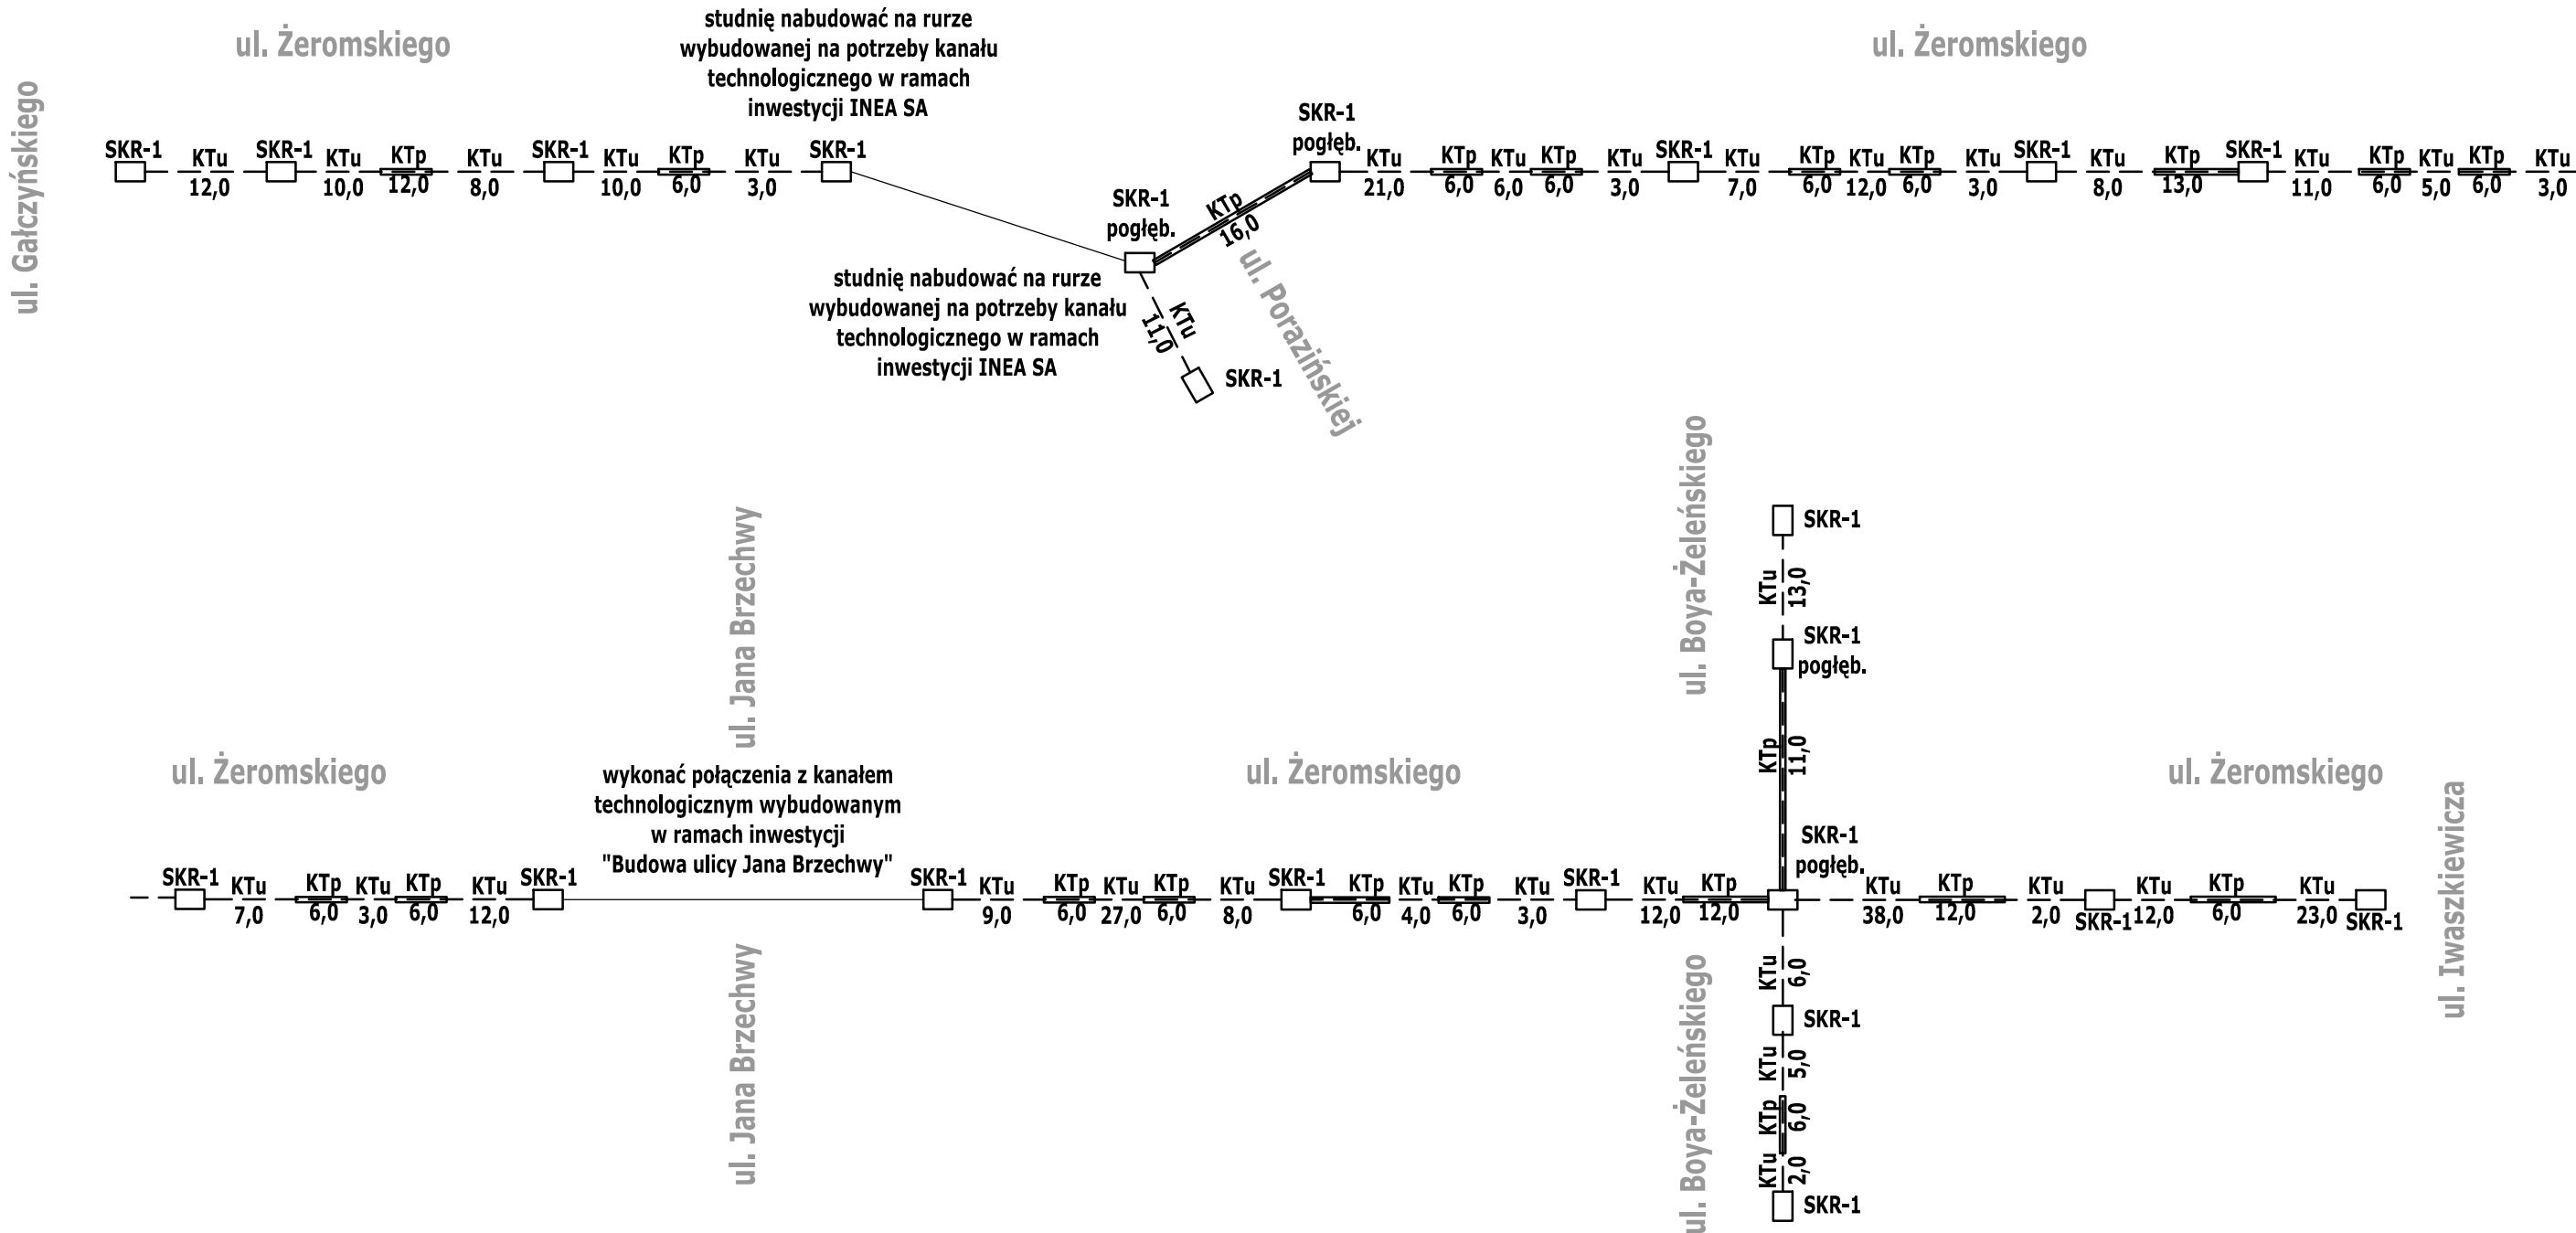 studnię nabudować na rurze
wybudowanej na potrzeby kanału
technologicznego w ramach
inwestycji INEA SA
ul. Żeromskiego
ul. Żeromskiego
ul. Gałczyńskiego
SKR-1
KTu
12,0
SKR-1
KTu
10,0
KTp
12,0
KTu
8,0
SKR-1
KTu
10,0
KTp
6,0
KTu
3,0
SKR-1
SKR-1
pogłęb.
KTp
16,0
SKR-1
pogłęb.
KTu
21,0
KTp
6,0
KTu
6,0
KTp
6,0
KTu
3,0
SKR-1
KTu
7,0
KTp
6,0
KTu
12,0
KTp
6,0
KTu
3,0
SKR-1
KTu
8,0
KTp
13,0
SKR-1
KTu
11,0
KTp
6,0
KTu
5,0
KTp
6,0
KTu
3,0
studnię nabudować na rurze
wybudowanej na potrzeby kanału
technologicznego w ramach
inwestycji INEA SA
KTu
11,0
SKR-1
ul. Porazińskiej
ul. Jana Brzechwy
ul. Boya-Żeleńskiego
SKR-1
KTu
13,0
SKR-1
pogłęb.
KTp
11,0
SKR-1
pogłęb.
ul. Żeromskiego
wykonać połączenia z kanałem
technologicznym wybudowanym
w ramach inwestycji
"Budowa ulicy Jana Brzechwy"
ul. Żeromskiego
ul. Żeromskiego
ul. Iwaszkiewicza
SKR-1
KTu
7,0
KTp
6,0
KTu
3,0
KTp
6,0
KTu
12,0
SKR-1
SKR-1
KTu
9,0
KTp
6,0
KTu
27,0
KTp
6,0
KTu
8,0
SKR-1
KTp
6,0
KTu
4,0
KTp
6,0
KTu
3,0
SKR-1
KTu
12,0
KTp
12,0
KTu
38,0
KTp
12,0
KTu
2,0
SKR-1
KTu
12,0
KTp
6,0
KTu
23,0
SKR-1
ul. Jana Brzechwy
ul. Boya-Żeleńskiego
KTu
6,0
SKR-1
KTu
5,0
KTp
6,0
KTu
2,0
SKR-1